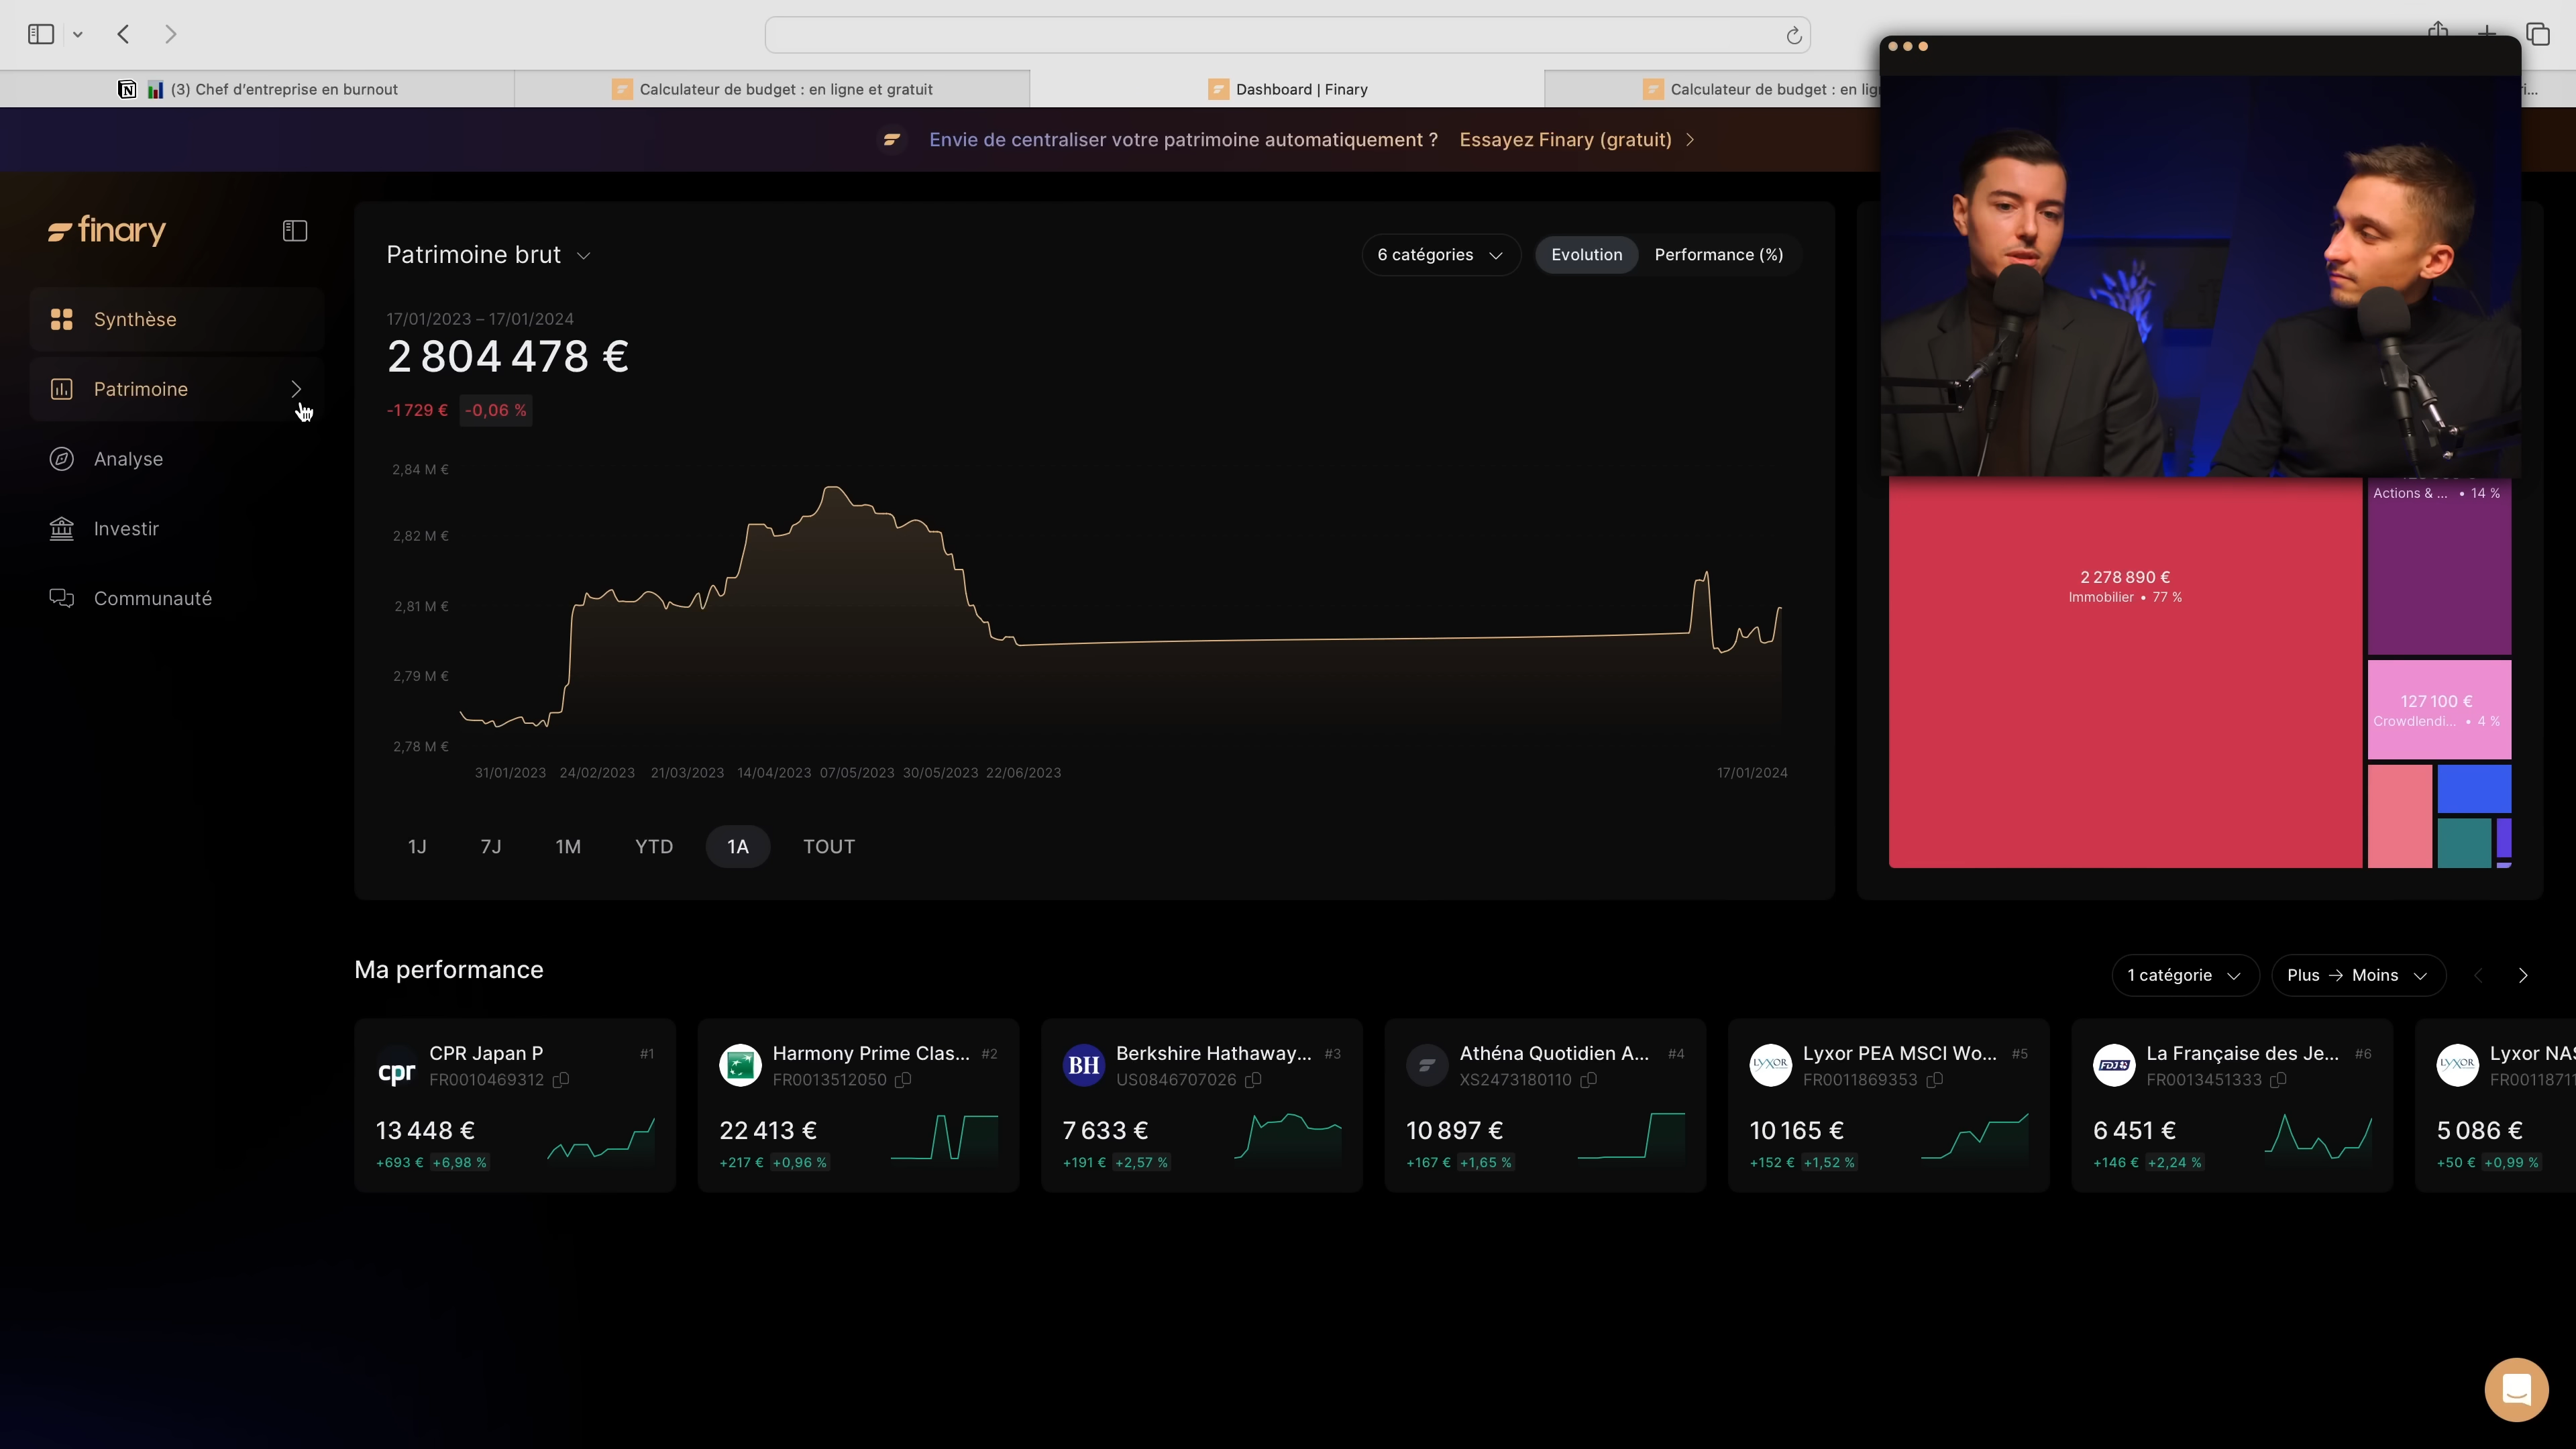 (3) Chef d'entreprise en burnout
Calculateur de budget : en ligne et gratuit
Dashboard | Finary
Calculateur de budget : en lig
Envie de centraliser votre patrimoine automatiquement ? Essayez Finary (gratuit)
finary
Synthèse
Patrimoine
Analyse
Investir
Communauté
Patrimoine brut
6 catégories
Evolution
Performance (%)
17/01/2023 – 17/01/2024
2 804 478 €
-1 729 € -0,06 %
2,84 M €
2,82 M €
2,81 M €
2,79 M €
2,78 M €
31/01/2023 24/02/2023 21/03/2023 14/04/2023 07/05/2023 30/05/2023 22/06/2023 17/01/2024
1J 7J 1M YTD 1A TOUT
Actions & ... • 14 %
2 278 890 €
Immobilier • 77 %
127 100 €
Crowdlendi... • 4 %
Ma performance
1 catégorie
Plus → Moins
cpr
CPR Japan P #1
FR0010469312
13 448 €
+693 € +6,98 %
Harmony Prime Clas... #2
FR0013512050
22 413 €
+217 € +0,96 %
BH
Berkshire Hathaway... #3
US0846707026
7 633 €
+191 € +2,57 %
Athéna Quotidien A... #4
XS2473180110
10 897 €
+167 € +1,65 %
LYXOR
Lyxor PEA MSCI Wo... #5
FR0011869353
10 165 €
+152 € +1,52 %
FDJ
La Française des Je... #6
FR0013451333
6 451 €
+146 € +2,24 %
LYXOR
Lyxor NAS
FR0011871
5 086 €
+50 € +0,99 %